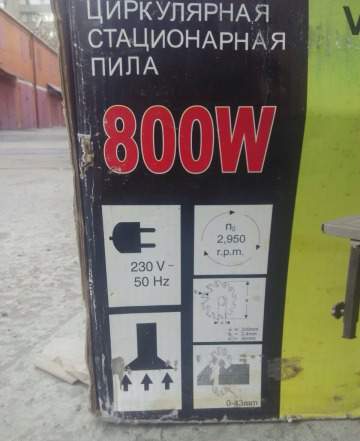 ЦИРКУЛЯРНАЯ
СТАЦИОНАРНАЯ
ПИЛА
800W
230 V ~
50 Hz
n₀
2,950
r.p.m.
0-43mm